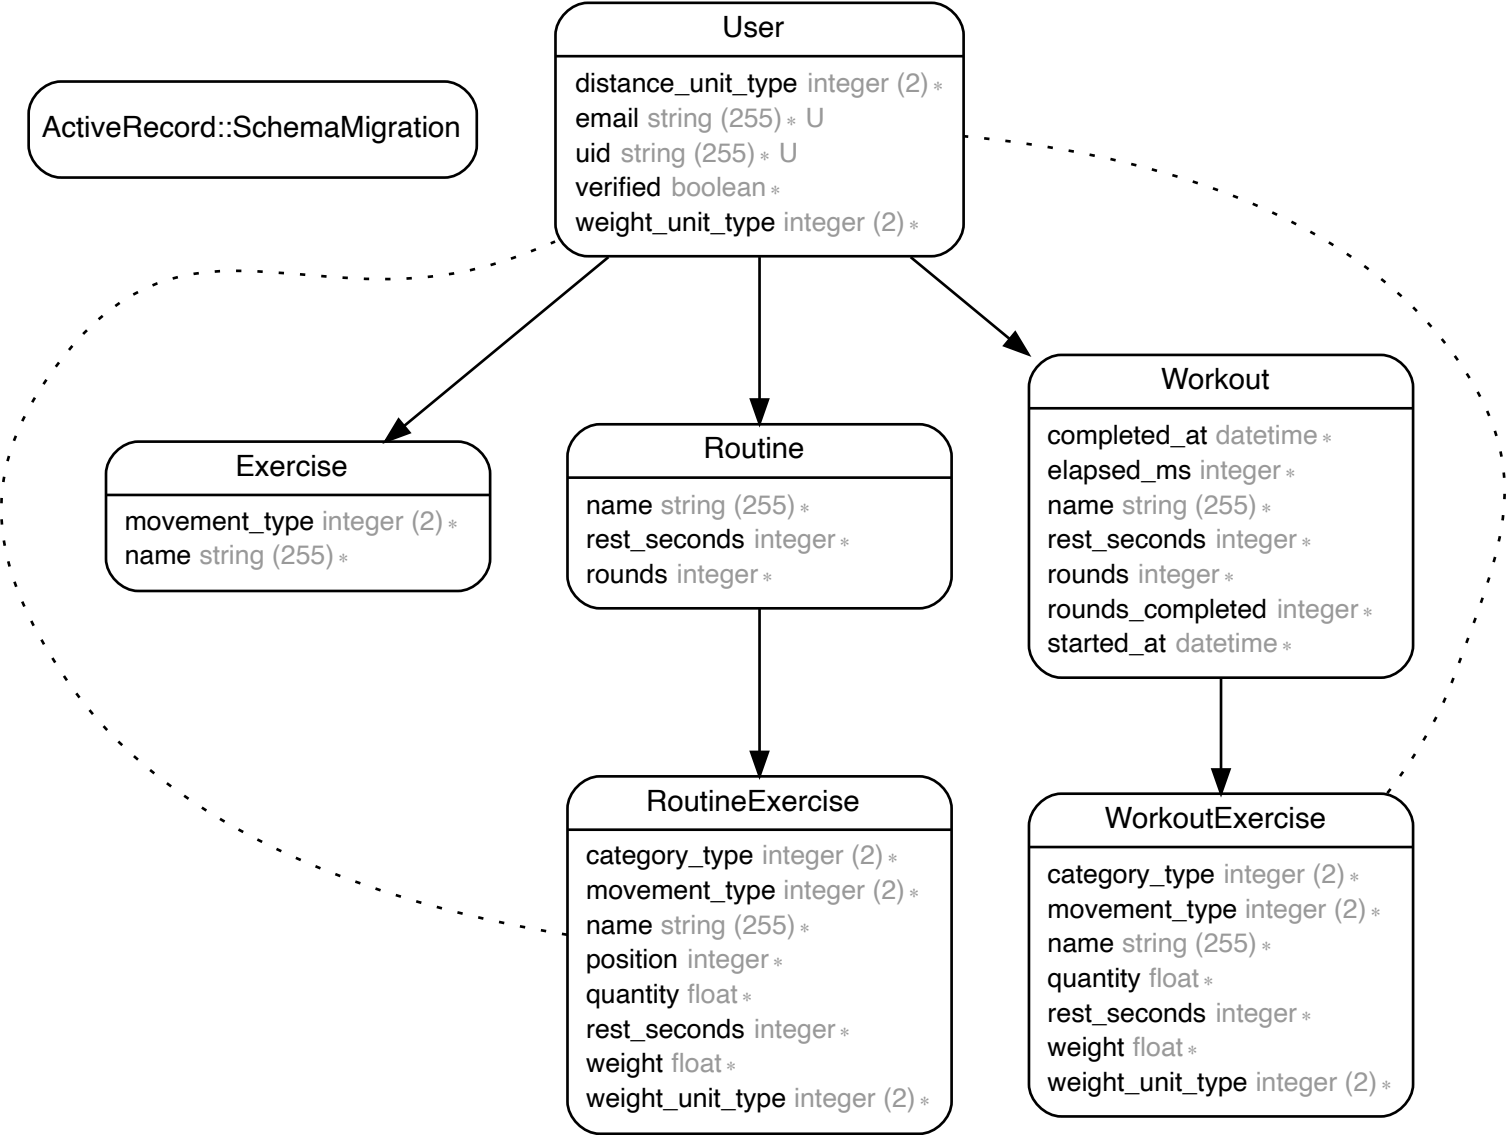 User
distance_unit_type integer (2) *
email string (255) * U
uid string (255) * U
verified boolean *
weight_unit_type integer (2) *
ActiveRecord::SchemaMigration
Exercise
movement_type integer (2) *
name string (255) *
Routine
name string (255) *
rest_seconds integer *
rounds integer *
Workout
completed_at datetime *
elapsed_ms integer *
name string (255) *
rest_seconds integer *
rounds integer *
rounds_completed integer *
started_at datetime *
RoutineExercise
category_type integer (2) *
movement_type integer (2) *
name string (255) *
position integer *
quantity float *
rest_seconds integer *
weight float *
weight_unit_type integer (2) *
WorkoutExercise
category_type integer (2) *
movement_type integer (2) *
name string (255) *
quantity float *
rest_seconds integer *
weight float *
weight_unit_type integer (2) *